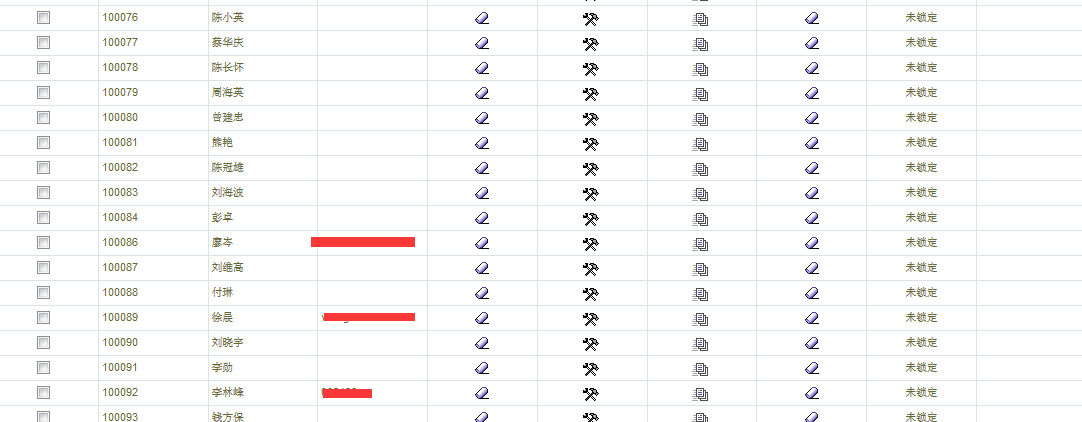 100076 陈小英 未锁定
100077 蔡华庆 未锁定
100078 陈长怀 未锁定
100079 周海英 未锁定
100080 曾建忠 未锁定
100081 熊艳 未锁定
100082 陈冠雄 未锁定
100083 刘海波 未锁定
100084 彭卓 未锁定
100086 廖岑 未锁定
100087 刘维高 未锁定
100088 付琳 未锁定
100089 徐晨 未锁定
100090 刘晓宇 未锁定
100091 李勋 未锁定
100092 李林峰 未锁定
100093 钱方保 未锁定